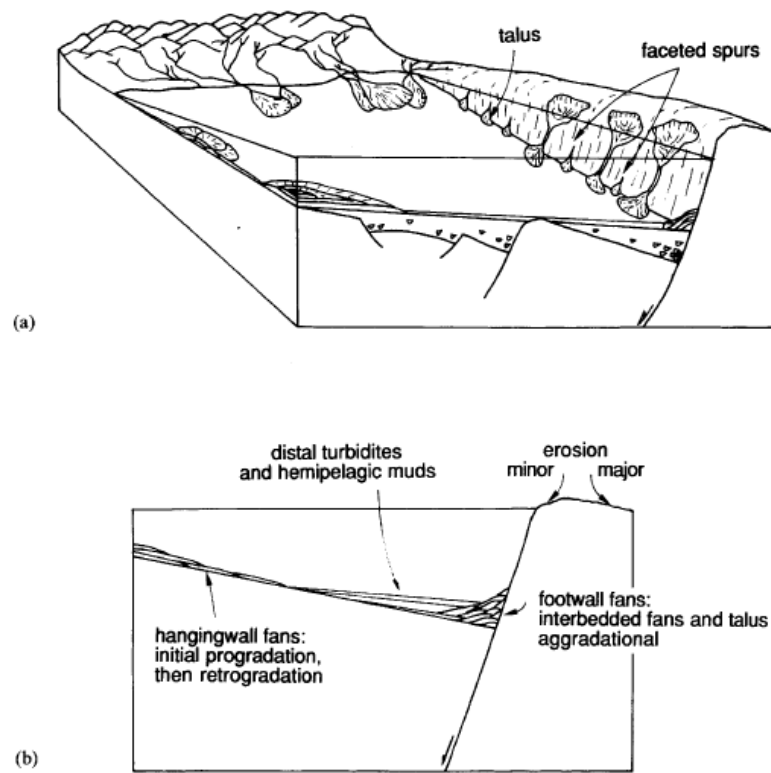 talus
faceted spurs
(a)
distal turbidites
and hemipelagic muds
erosion
minor major
hangingwall fans:
initial progradation,
then retrogradation
footwall fans:
interbedded fans and talus
aggradational
(b)